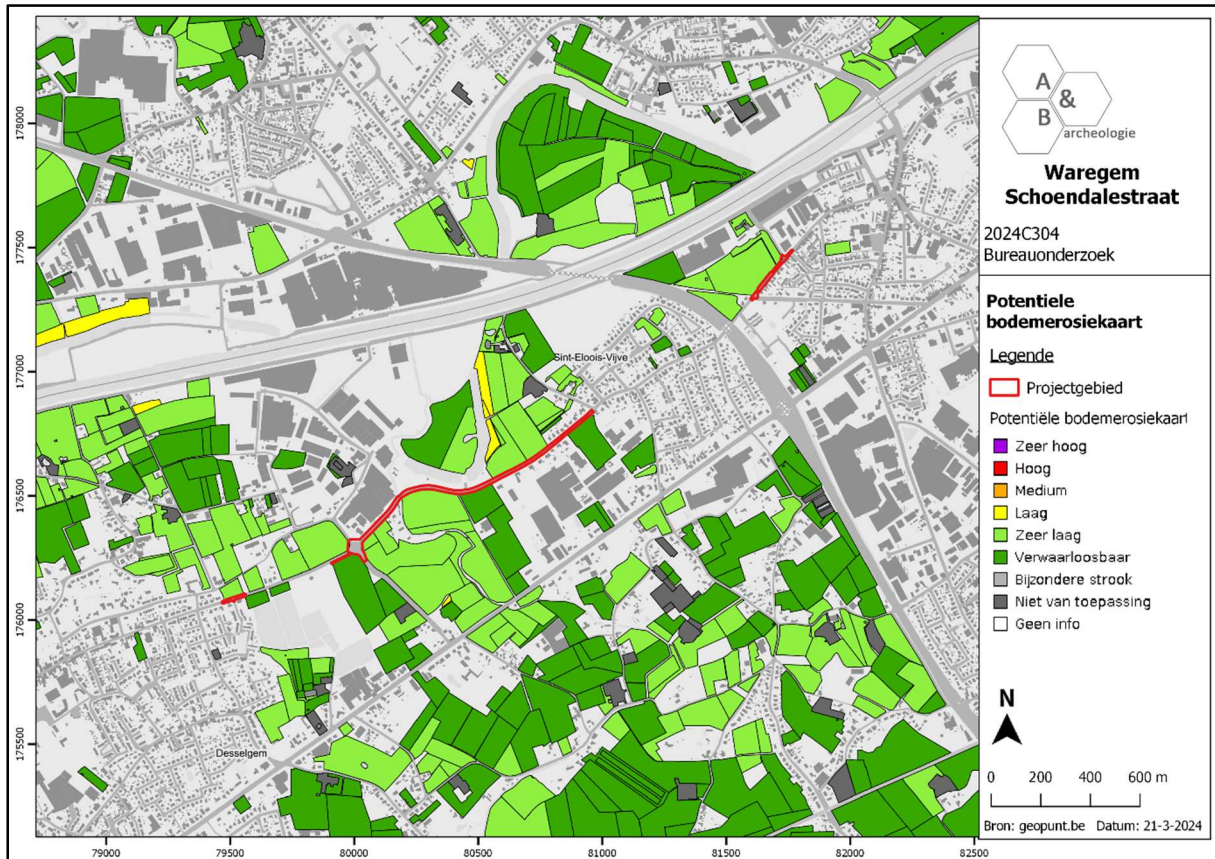 178000
177500
177000
176500
176000
175500
79000
79500
80000
80500
81000
81500
82000
82500
Sint-Eloois-Vijve
Desselgem
A
&
B
archeologie
Waregem
Schoendalestraat
2024C304
Bureauonderzoek
Potentiele
bodemerosiekaart
Legende
Projectgebied
Potentiële bodemerosiekaart
Zeer hoog
Hoog
Medium
Laag
Zeer laag
Verwaarloosbaar
Bijzondere strook
Niet van toepassing
Geen info
N
0 200 400 600 m
Bron: geopunt.be Datum: 21-3-2024